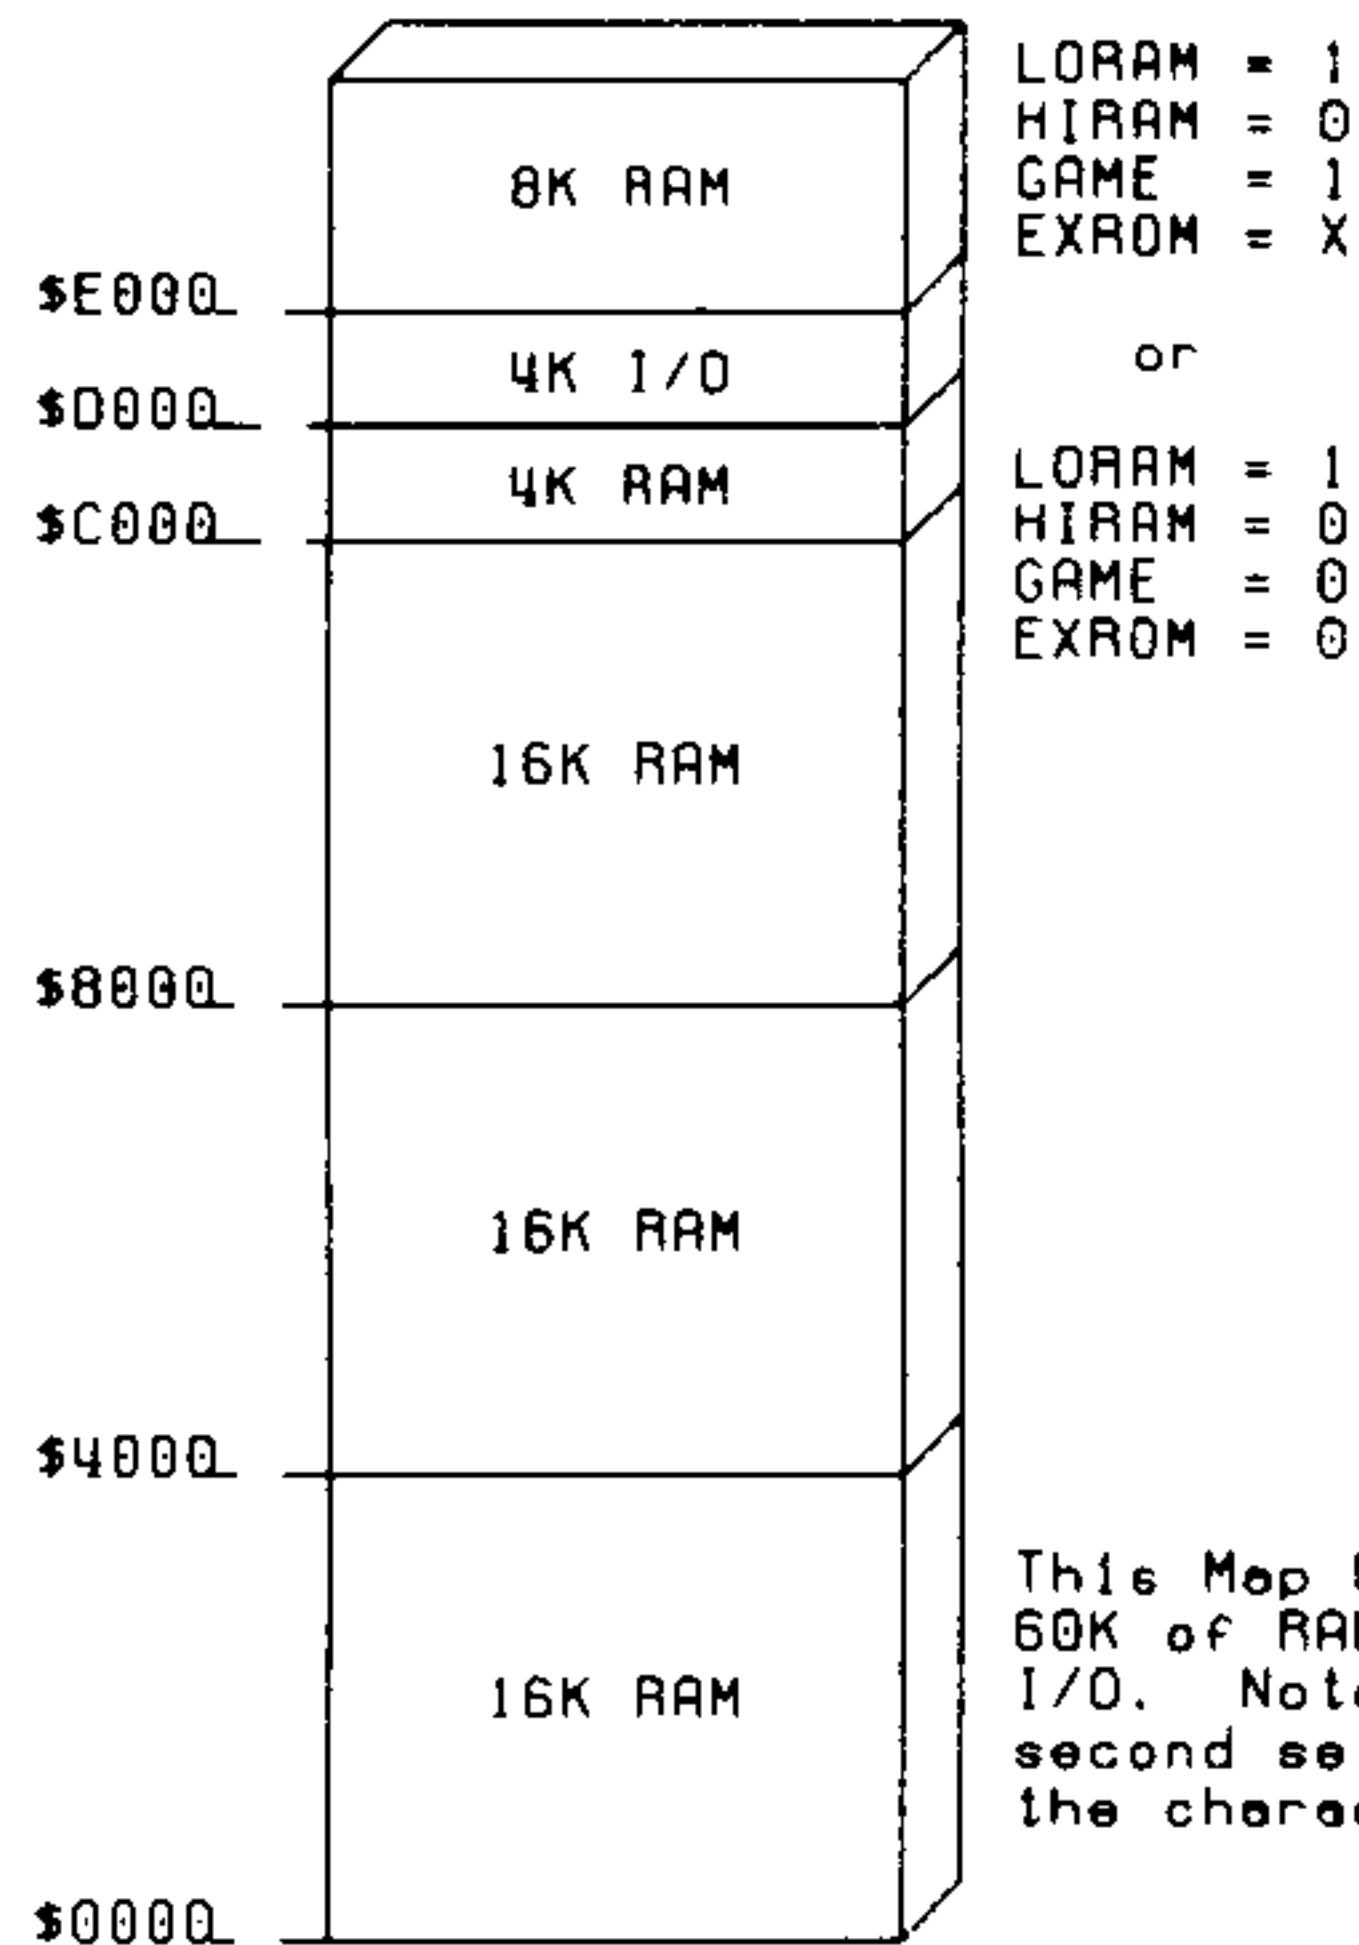 LORAM = 1
HIRAM = 0
GAME = 1
EXROM = X
8K RAM
$E000
or
4K I/O
$D000
LORAM = 1
4K RAM
HIRAM = 0
$C000
GAME = 0
EXROM = 0
16K RAM
$8000
16K RAM
$4000
16K RAM
This Map
60K of
I/O.
second
the
$0000